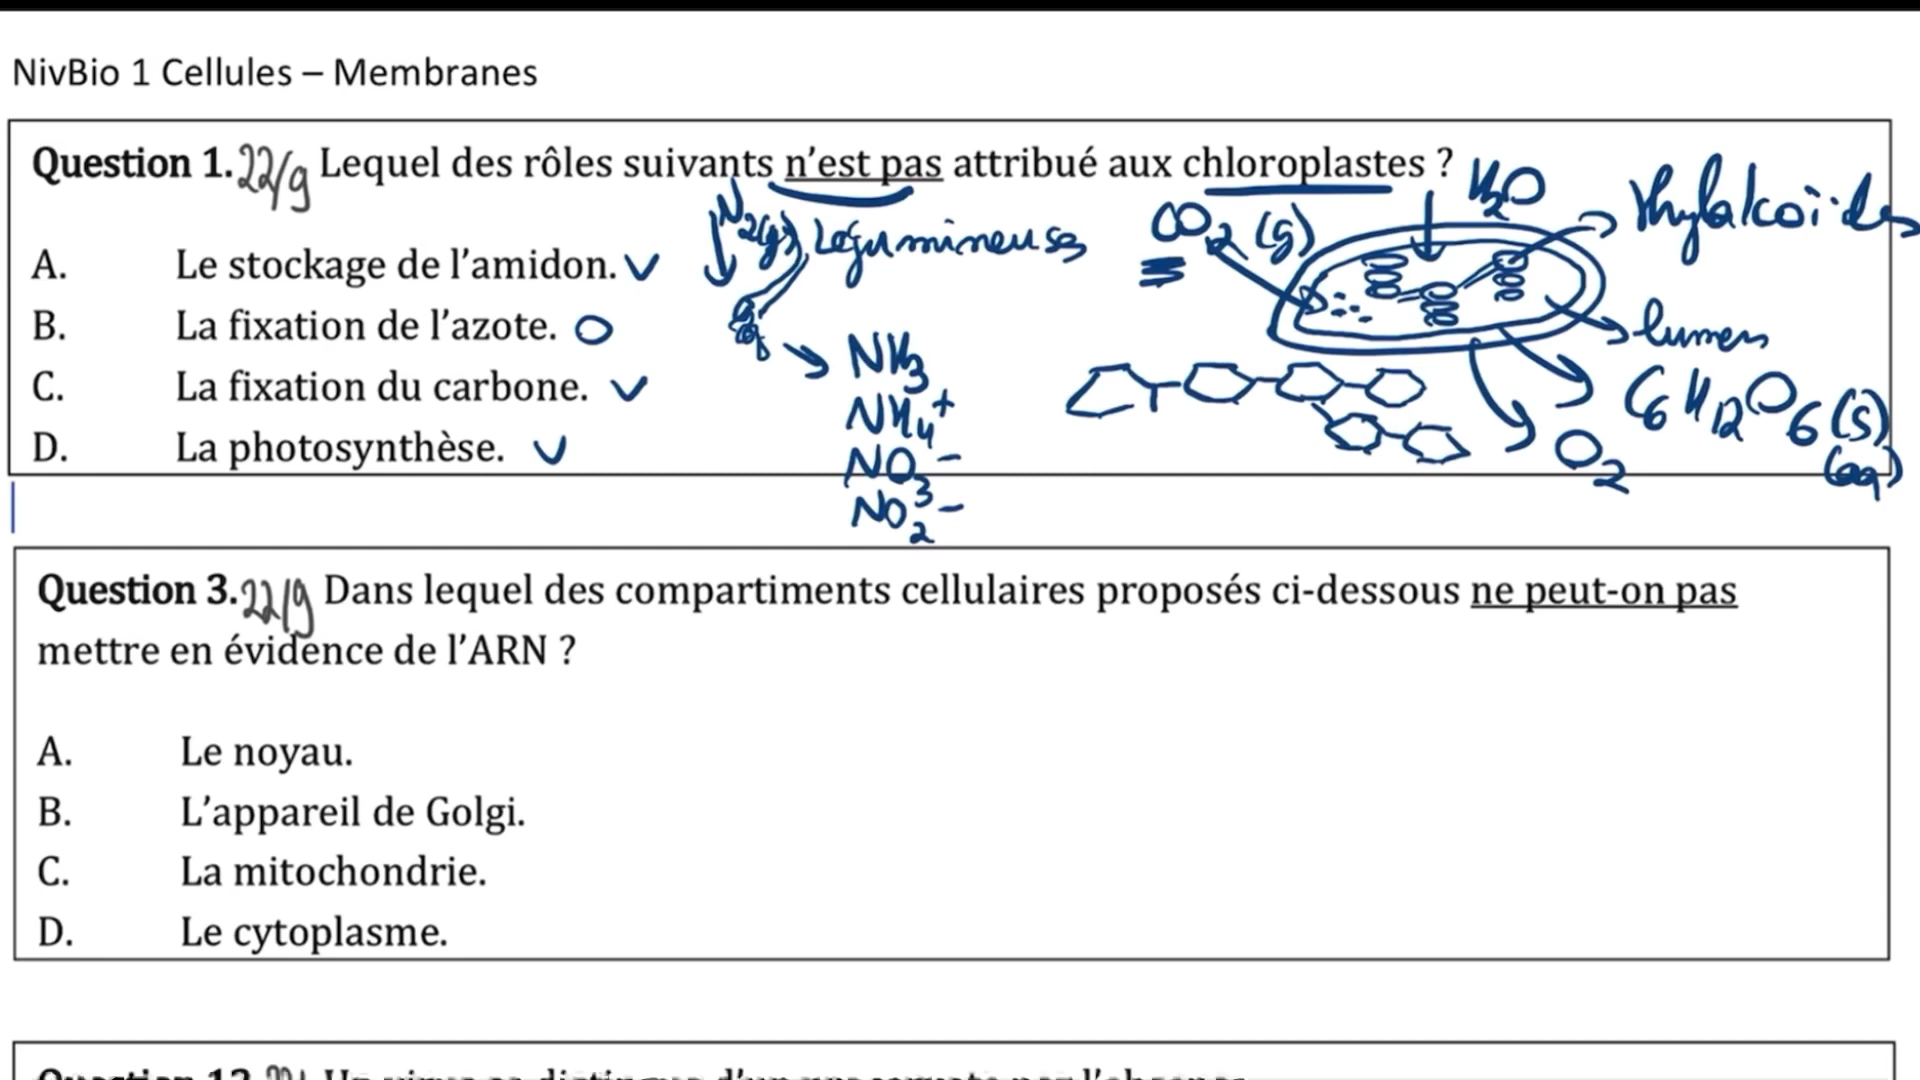 NivBio 1 Cellules – Membranes
Question 1. 22/9 Lequel des rôles suivants n'est pas attribué aux chloroplastes ?
A. Le stockage de l'amidon. V
B. La fixation de l'azote. O
C. La fixation du carbone. V
D. La photosynthèse. V
N2(g) Légumineuses
NH3
NH4+
NO3-
NO2-
CO2(g)
H2O
thylakoïdes
lumen
C6H12O6(s)
(aq)
O2
Question 3. 22/9 Dans lequel des compartiments cellulaires proposés ci-dessous ne peut-on pas
mettre en évidence de l'ARN ?
A. Le noyau.
B. L'appareil de Golgi.
C. La mitochondrie.
D. Le cytoplasme.